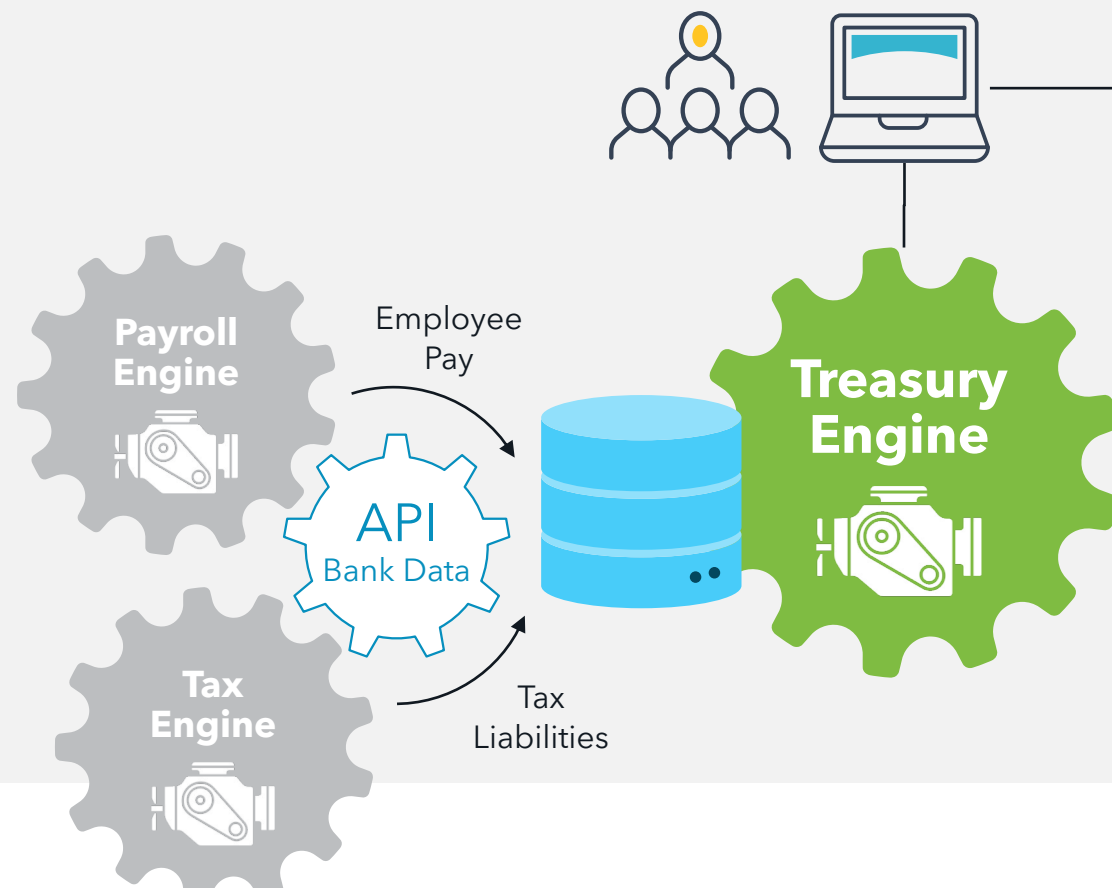 Payroll
Engine
Employee
Pay
Treasury
Engine
API
Bank Data
Tax
Engine
Tax
Liabilities